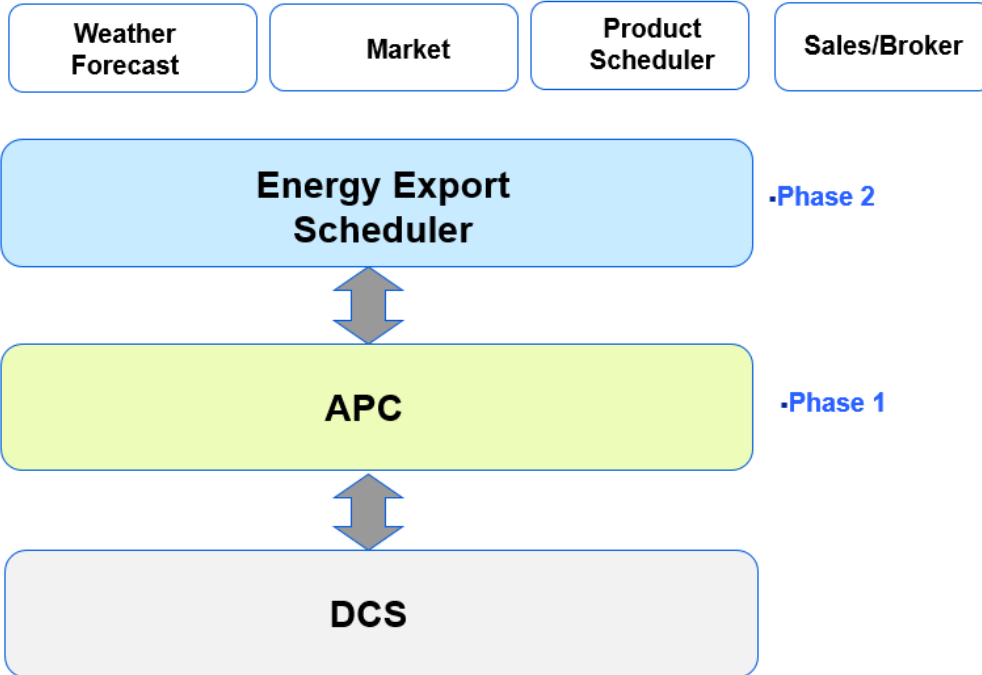 Weather
Forecast
Market
Product
Scheduler
Sales/Broker
Energy Export
Scheduler
▪Phase 2
APC
▪Phase 1
DCS